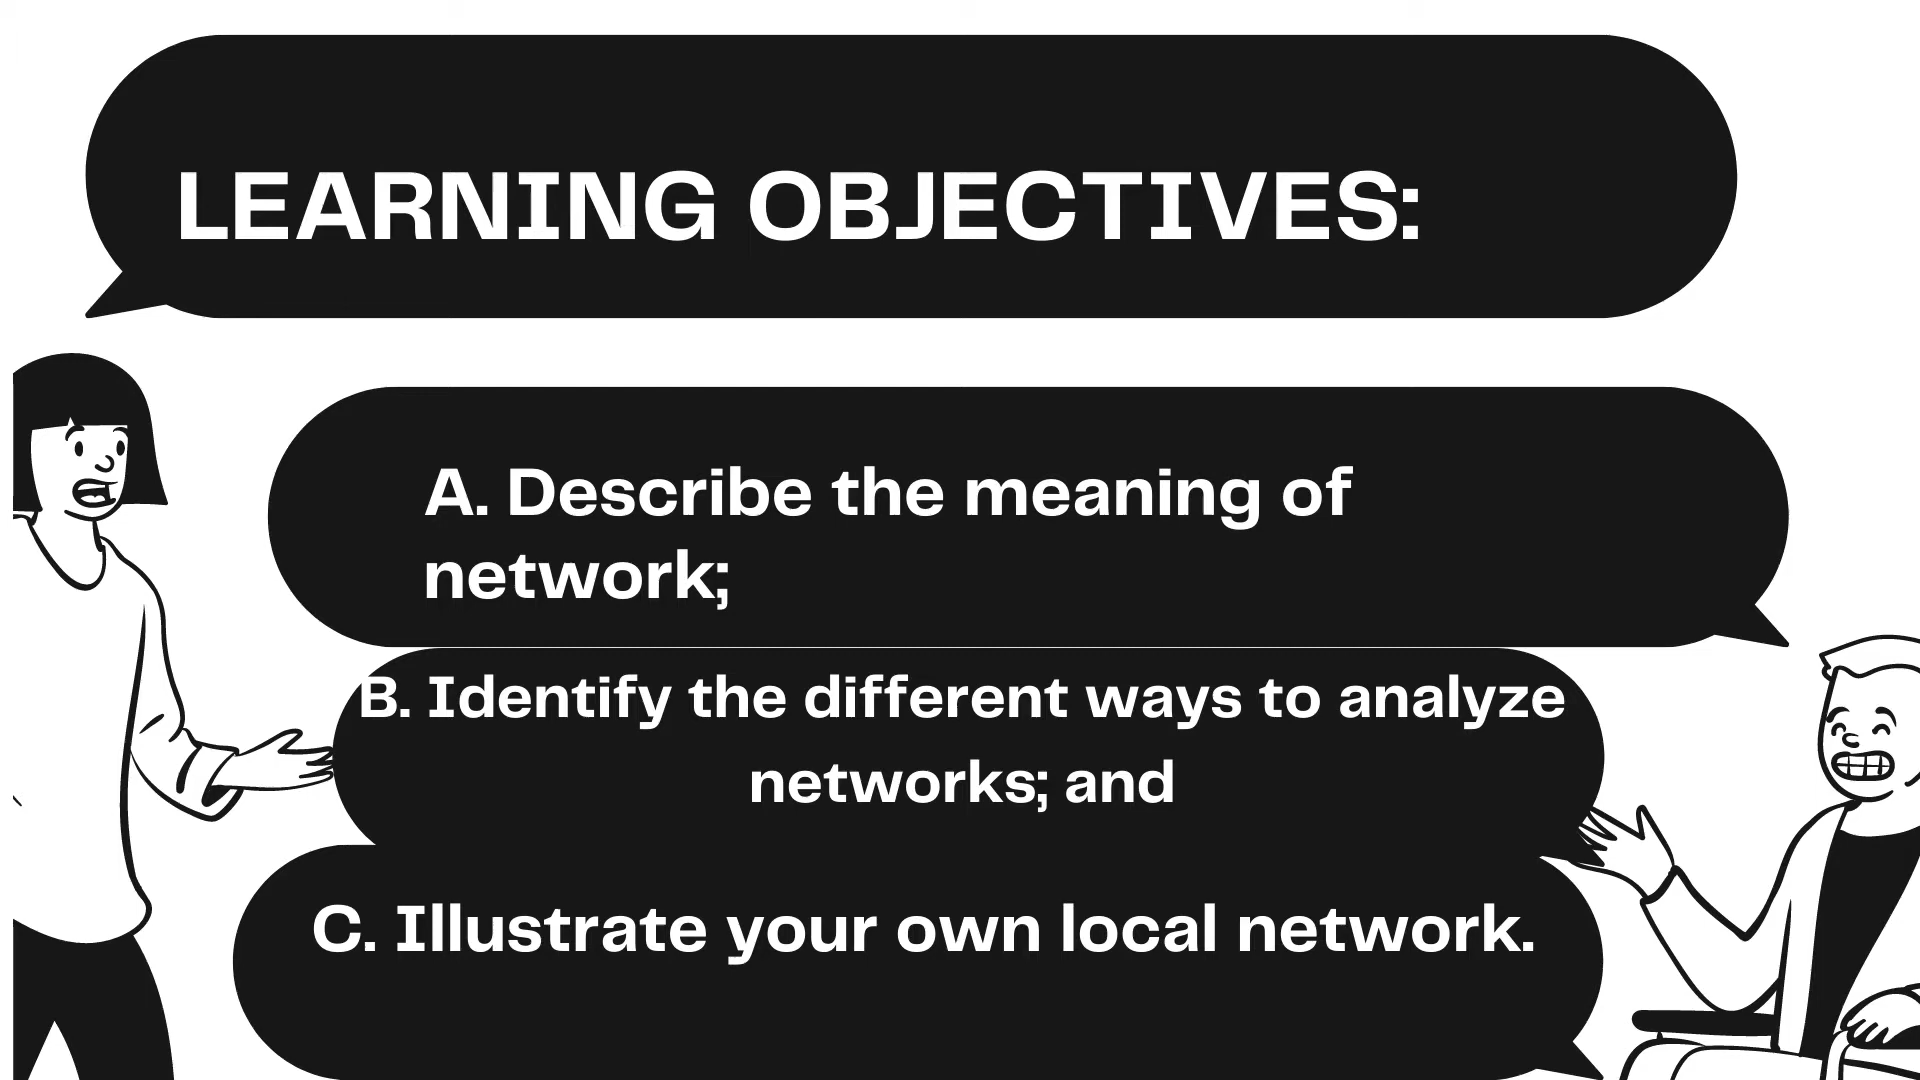 LEARNING OBJECTIVES:
A. Describe the meaning of
network;
B. Identify the different ways to analyze
networks; and
C. Illustrate your own local network.